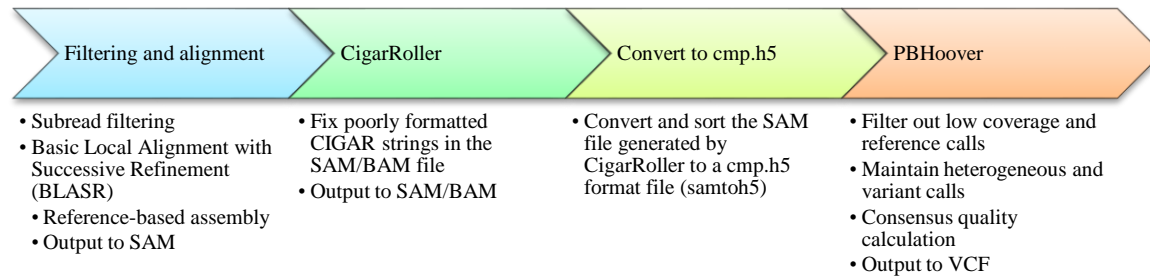 Filtering and alignment
• Subread filtering
• Basic Local Alignment with
Successive Refinement
(BLASR)
• Reference-based assembly
• Output to SAM
CigarRoller
• Fix poorly formatted
CIGAR strings in the
SAM/BAM file
• Output to SAM/BAM
Convert to cmp.h5
• Convert and sort the SAM
file generated by
CigarRoller to a cmp.h5
format file (samtoh5)
PBHoover
• Filter out low coverage and
reference calls
• Maintain heterogeneous and
variant calls
• Consensus quality
calculation
• Output to VCF